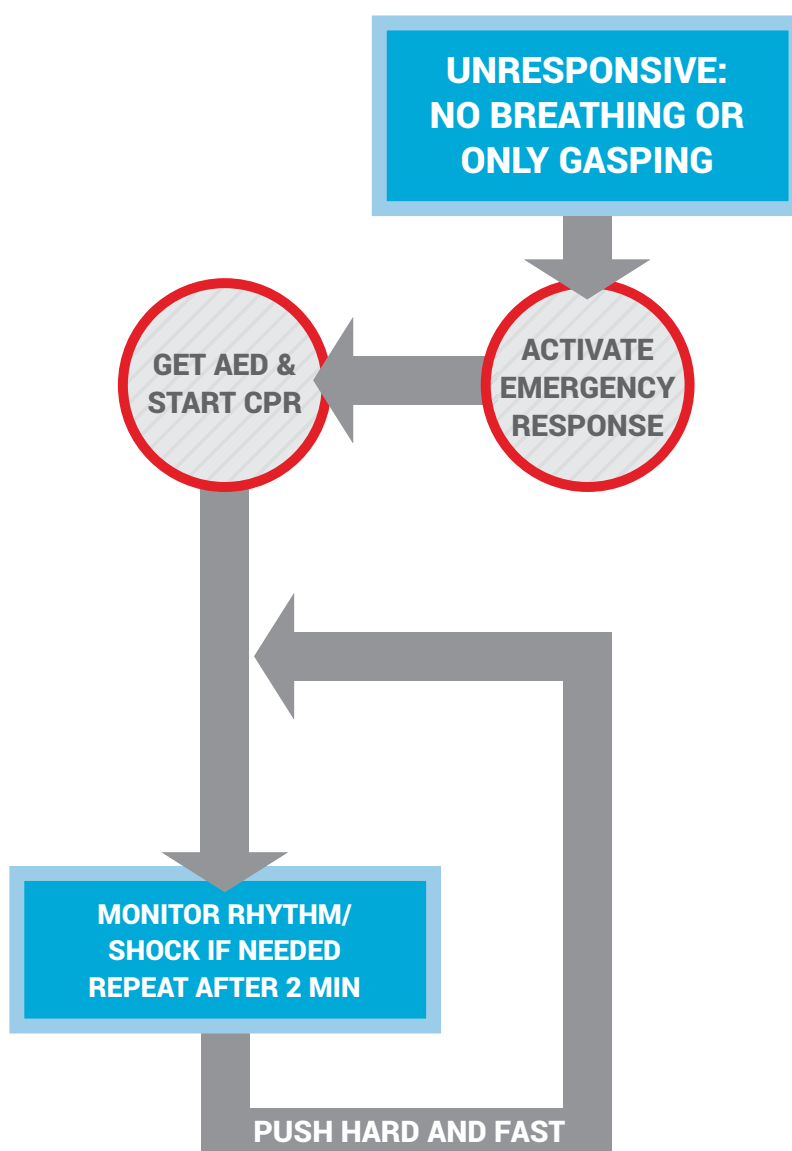 UNRESPONSIVE:
NO BREATHING OR
ONLY GASPING
ACTIVATE
EMERGENCY
RESPONSE
GET AED &
START CPR
MONITOR RHYTHM/
SHOCK IF NEEDED
REPEAT AFTER 2 MIN
PUSH HARD AND FAST